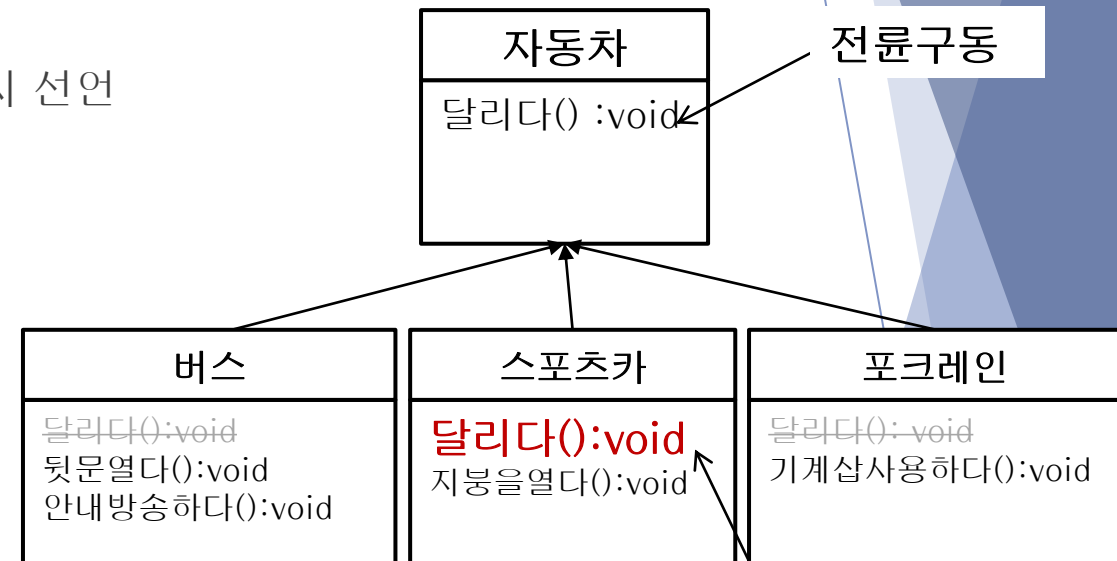 선언
자동차
전륜구동
달리다() :void
버스
달리다():void
뒷문열다():void
안내방송하다():void
스포츠카
달리다():void
지붕을열다():void
포크레인
달리다(): void
기계삽사용하다():void